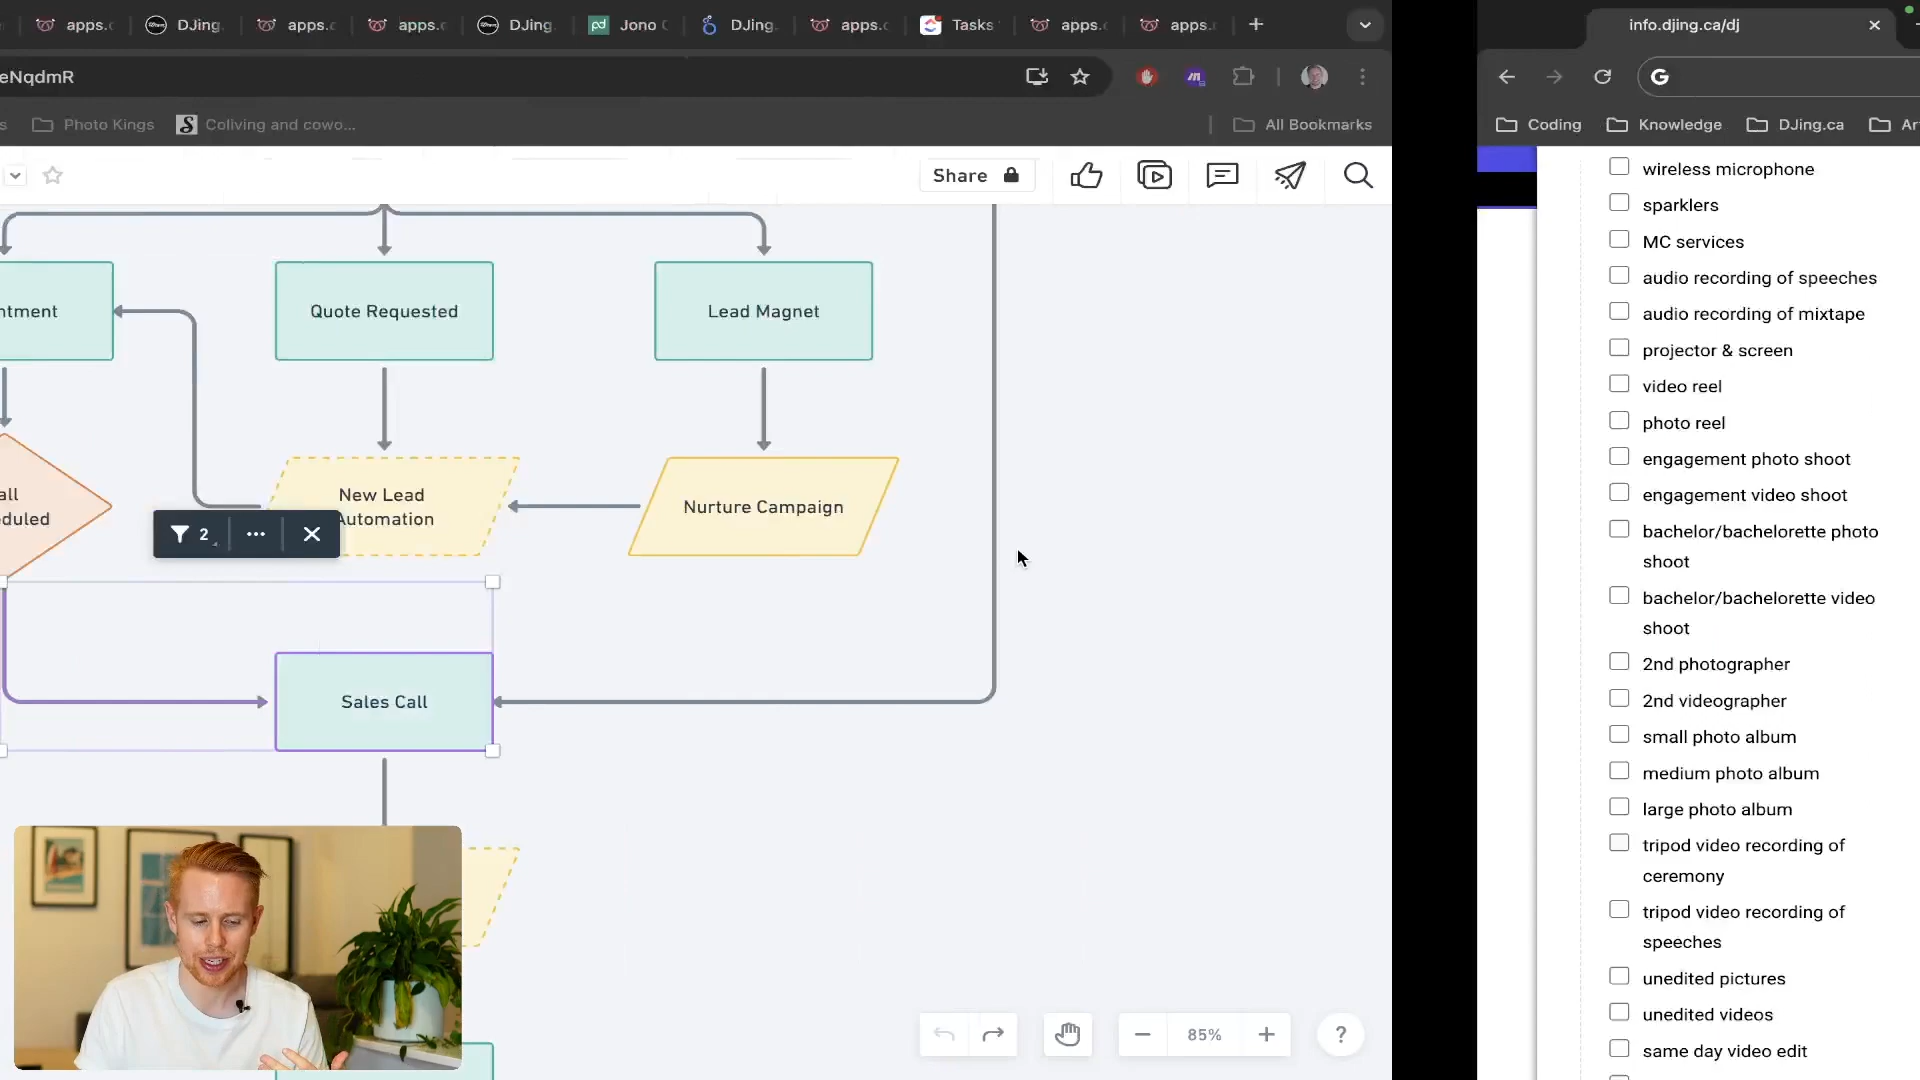 apps.
DJing.
apps.
apps.
DJing.
pd
Jono
DJing.
apps.
Tasks
apps.
apps.
info.djing.ca/dj
eNqdmR
s
Photo Kings
Coliving and cowo...
All Bookmarks
Coding
Knowledge
DJing.ca
Ar
Share
ntment
Quote Requested
Lead Magnet
all
eduled
New Lead
Automation
Nurture Campaign
2
Sales Call
85%
?
wireless microphone
sparklers
MC services
audio recording of speeches
audio recording of mixtape
projector & screen
video reel
photo reel
engagement photo shoot
engagement video shoot
bachelor/bachelorette photo
shoot
bachelor/bachelorette video
shoot
2nd photographer
2nd videographer
small photo album
medium photo album
large photo album
tripod video recording of
ceremony
tripod video recording of
speeches
unedited pictures
unedited videos
same day video edit